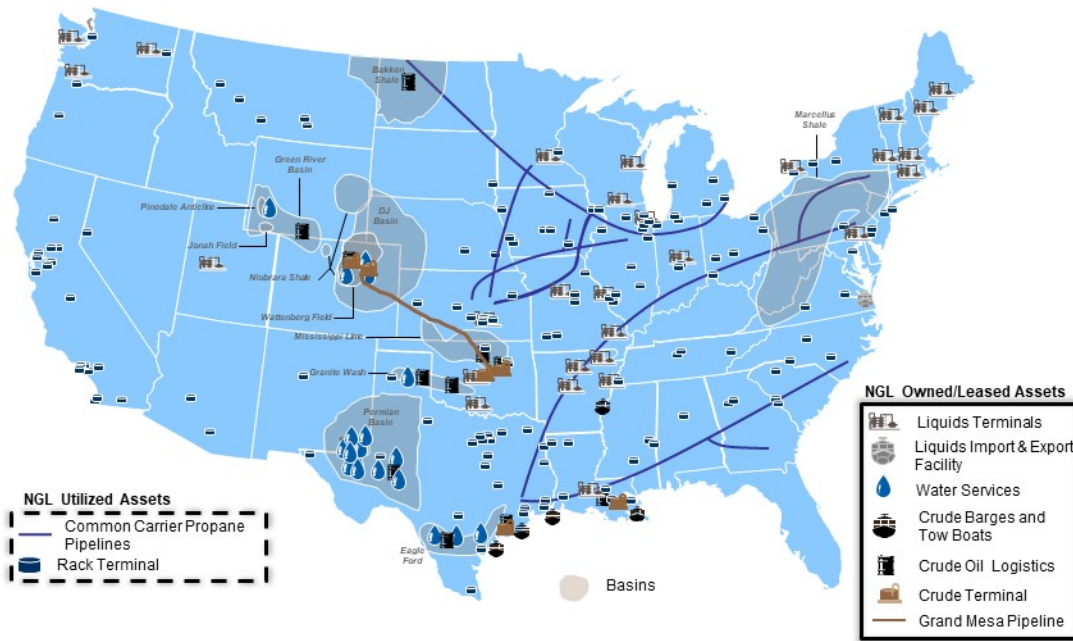 Bakken
Shale
Marcellus
Shale
Green River
Basin
Pinedale Anticline
DJ
Basin
Jonah Field
Niobrara Shale
Wattenberg Field
Mississippi Lime
Granite Wash
Permian
Basin
Eagle
Ford
NGL Utilized Assets
Common Carrier Propane
Pipelines
Rack Terminal
Basins
NGL Owned/Leased Assets
Liquids Terminals
Liquids Import & Export
Facility
Water Services
Crude Barges and
Tow Boats
Crude Oil Logistics
Crude Terminal
Grand Mesa Pipeline